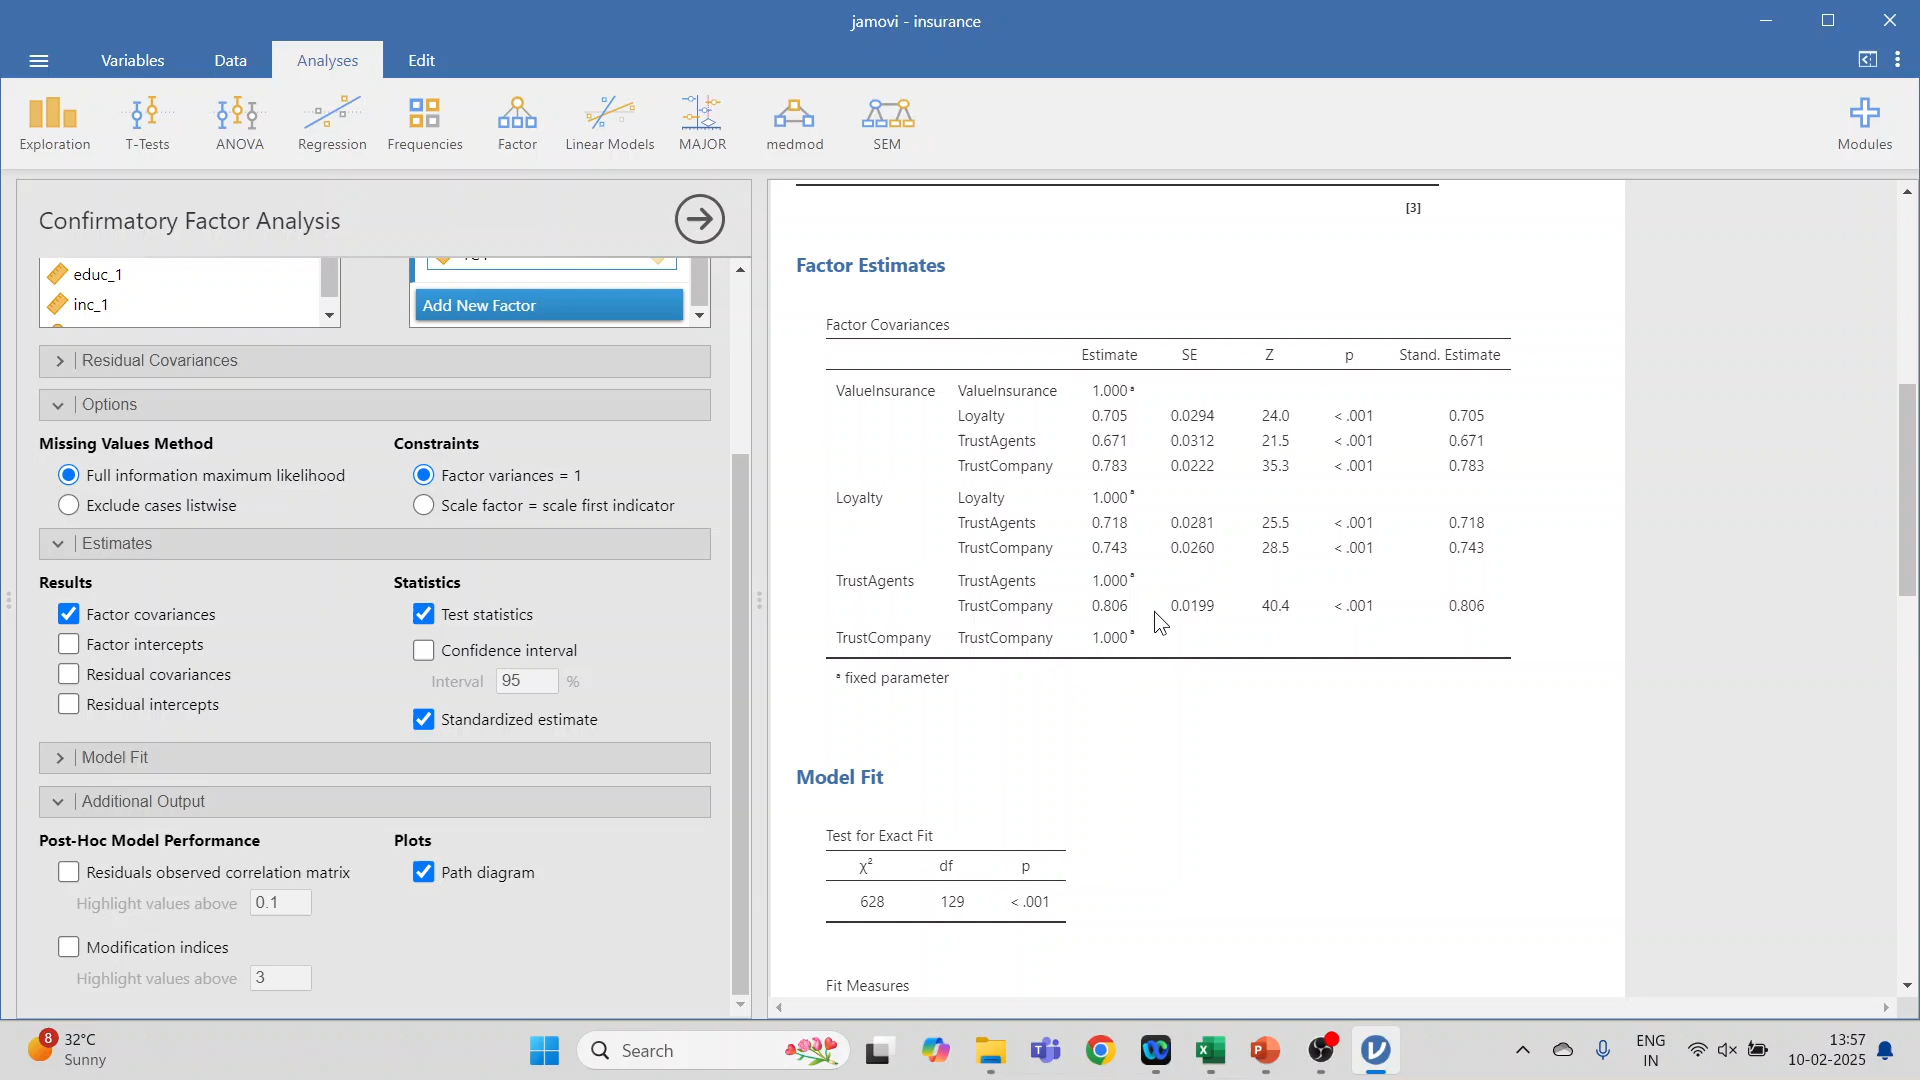 jamovi - insurance
Variables Data Analyses Edit
Exploration T-Tests ANOVA Regression Frequencies Factor Linear Models MAJOR medmod SEM Modules
Confirmatory Factor Analysis
educ_1
inc_1
Add New Factor
Residual Covariances
Options
Missing Values Method
Full information maximum likelihood
Exclude cases listwise
Constraints
Factor variances = 1
Scale factor = scale first indicator
Estimates
Results
Factor covariances
Factor intercepts
Residual covariances
Residual intercepts
Statistics
Test statistics
Confidence interval
Interval 95 %
Standardized estimate
Model Fit
Additional Output
Post-Hoc Model Performance
Residuals observed correlation matrix
Highlight values above 0.1
Modification indices
Highlight values above 3
Plots
Path diagram
[3]
Factor Estimates
Factor Covariances
Estimate SE Z p Stand. Estimate
ValueInsurance ValueInsurance 1.000 ᵃ
Loyalty 0.705 0.0294 24.0 < .001 0.705
TrustAgents 0.671 0.0312 21.5 < .001 0.671
TrustCompany 0.783 0.0222 35.3 < .001 0.783
Loyalty Loyalty 1.000 ᵃ
TrustAgents 0.718 0.0281 25.5 < .001 0.718
TrustCompany 0.743 0.0260 28.5 < .001 0.743
TrustAgents TrustAgents 1.000 ᵃ
TrustCompany 0.806 0.0199 40.4 < .001 0.806
TrustCompany TrustCompany 1.000 ᵃ
ᵃ fixed parameter
Model Fit
Test for Exact Fit
χ² df p
628 129 < .001
Fit Measures
8 32°C
Sunny
Search
ENG
IN
13:57
10-02-2025